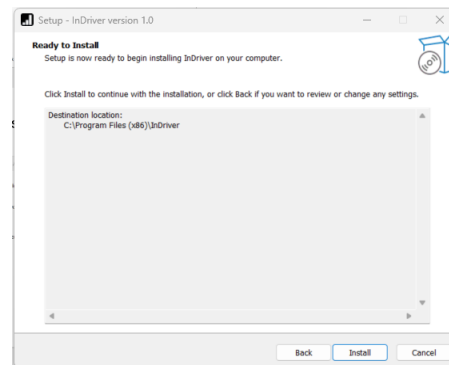 Setup - InDriver version 1.0
Ready to Install
Setup is now ready to begin installing InDriver on your computer.
Click Install to continue with the installation, or click Back if you want to review or change any settings.
Destination location:
C:\Program Files (x86)\InDriver
Back
Install
Cancel